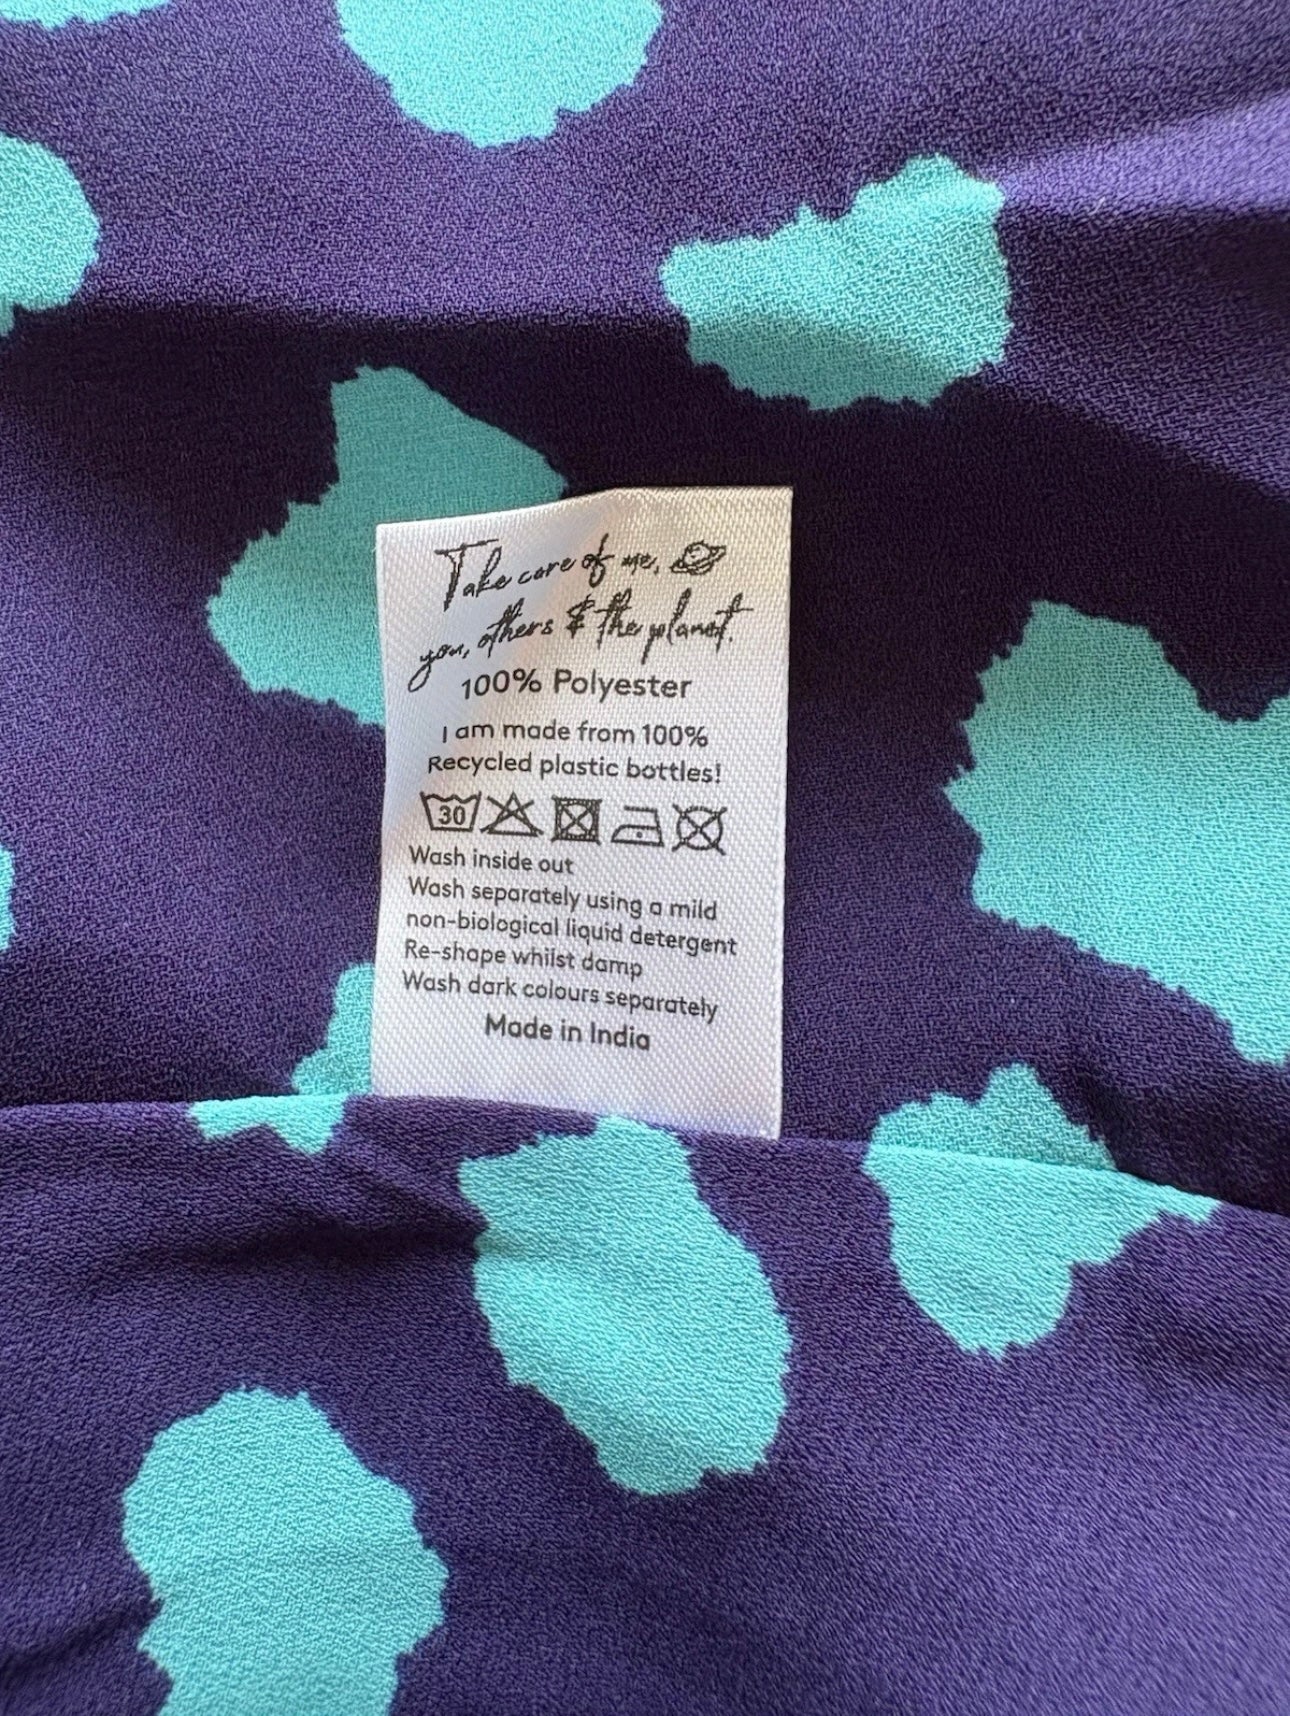 Take care of me,
you, others & the planet.
100% Polyester
I am made from 100%
Recycled plastic bottles!
30
Wash inside out
Wash separately using a mild
non-biological liquid detergent
Re-shape whilst damp
Wash dark colours separately
Made in India